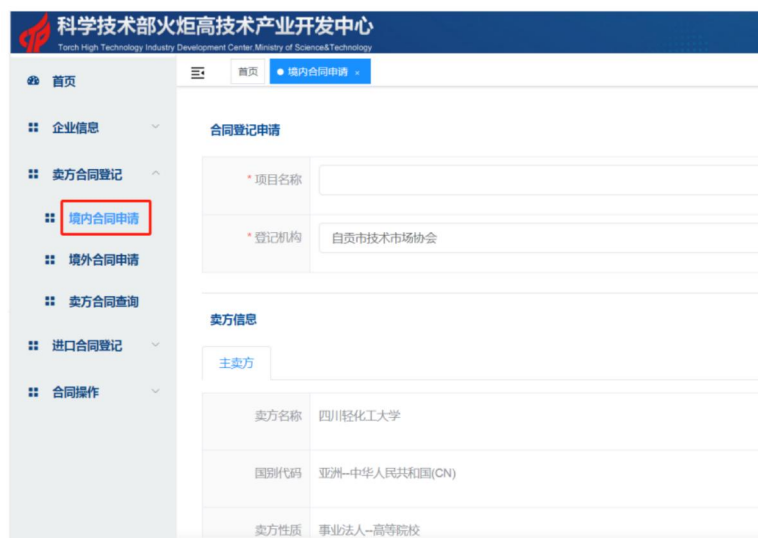 科学技术部火炬高技术产业开发中心
Torch High Technology Industry Development Center,Ministry of Science&Technology
首页
企业信息
卖方合同登记
境内合同申请
境外合同申请
卖方合同查询
进口合同登记
合同操作
首页
境内合同申请 ×
合同登记申请
* 项目名称
* 登记机构 自贡市技术市场协会
卖方信息
主卖方
卖方名称 四川轻化工大学
国别代码 亚洲--中华人民共和国(CN)
卖方性质 事业法人--高等院校